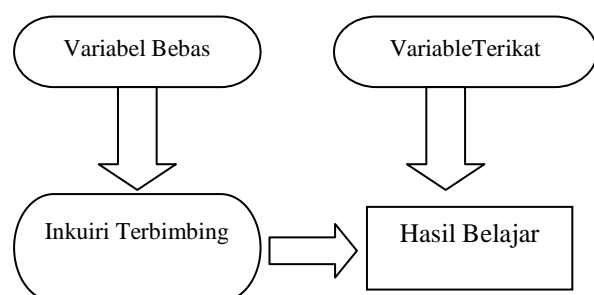 Variabel Bebas
VariableTerikat
Inkuiri Terbimbing
Hasil Belajar